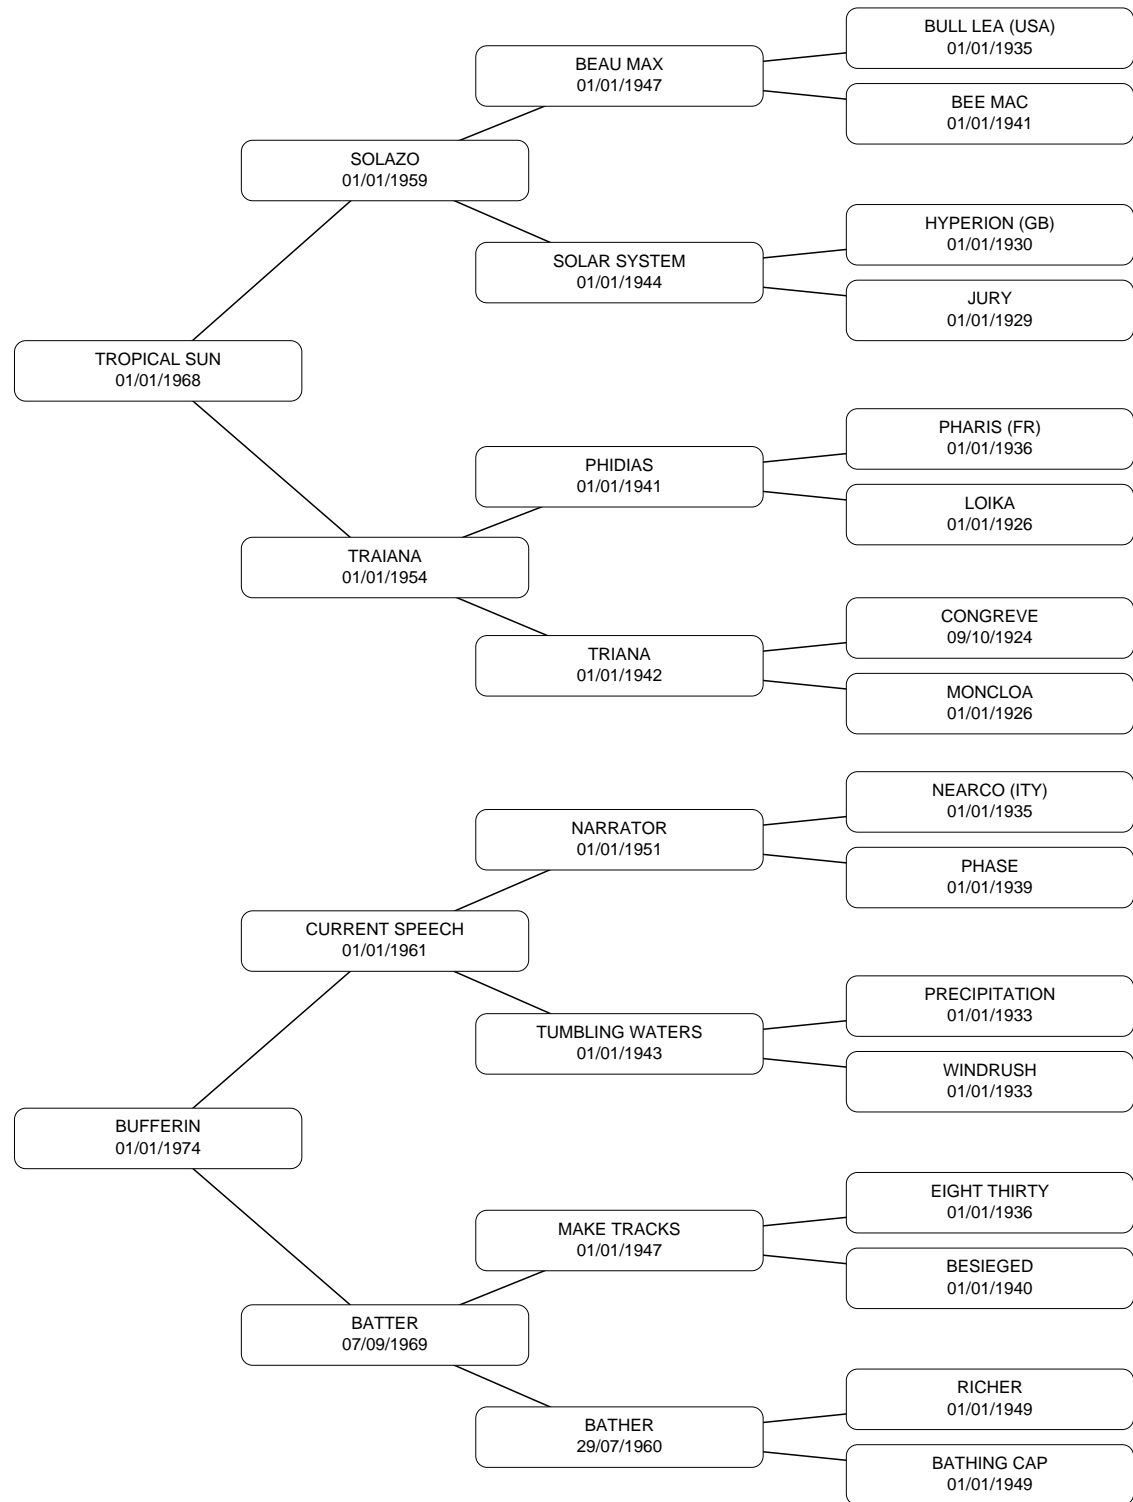 BULL LEA (USA)
01/01/1935
BEAU MAX
01/01/1947
BEE MAC
01/01/1941
SOLAZO
01/01/1959
HYPERION (GB)
01/01/1930
SOLAR SYSTEM
01/01/1944
JURY
01/01/1929
TROPICAL SUN
01/01/1968
PHARIS (FR)
01/01/1936
PHIDIAS
01/01/1941
LOIKA
01/01/1926
TRAIANA
01/01/1954
CONGREVE
09/10/1924
TRIANA
01/01/1942
MONCLOA
01/01/1926
NEARCO (ITY)
01/01/1935
NARRATOR
01/01/1951
PHASE
01/01/1939
CURRENT SPEECH
01/01/1961
PRECIPITATION
01/01/1933
TUMBLING WATERS
01/01/1943
WINDRUSH
01/01/1933
BUFFERIN
01/01/1974
EIGHT THIRTY
01/01/1936
MAKE TRACKS
01/01/1947
BESIEGED
01/01/1940
BATTER
07/09/1969
RICHER
01/01/1949
BATHER
29/07/1960
BATHING CAP
01/01/1949